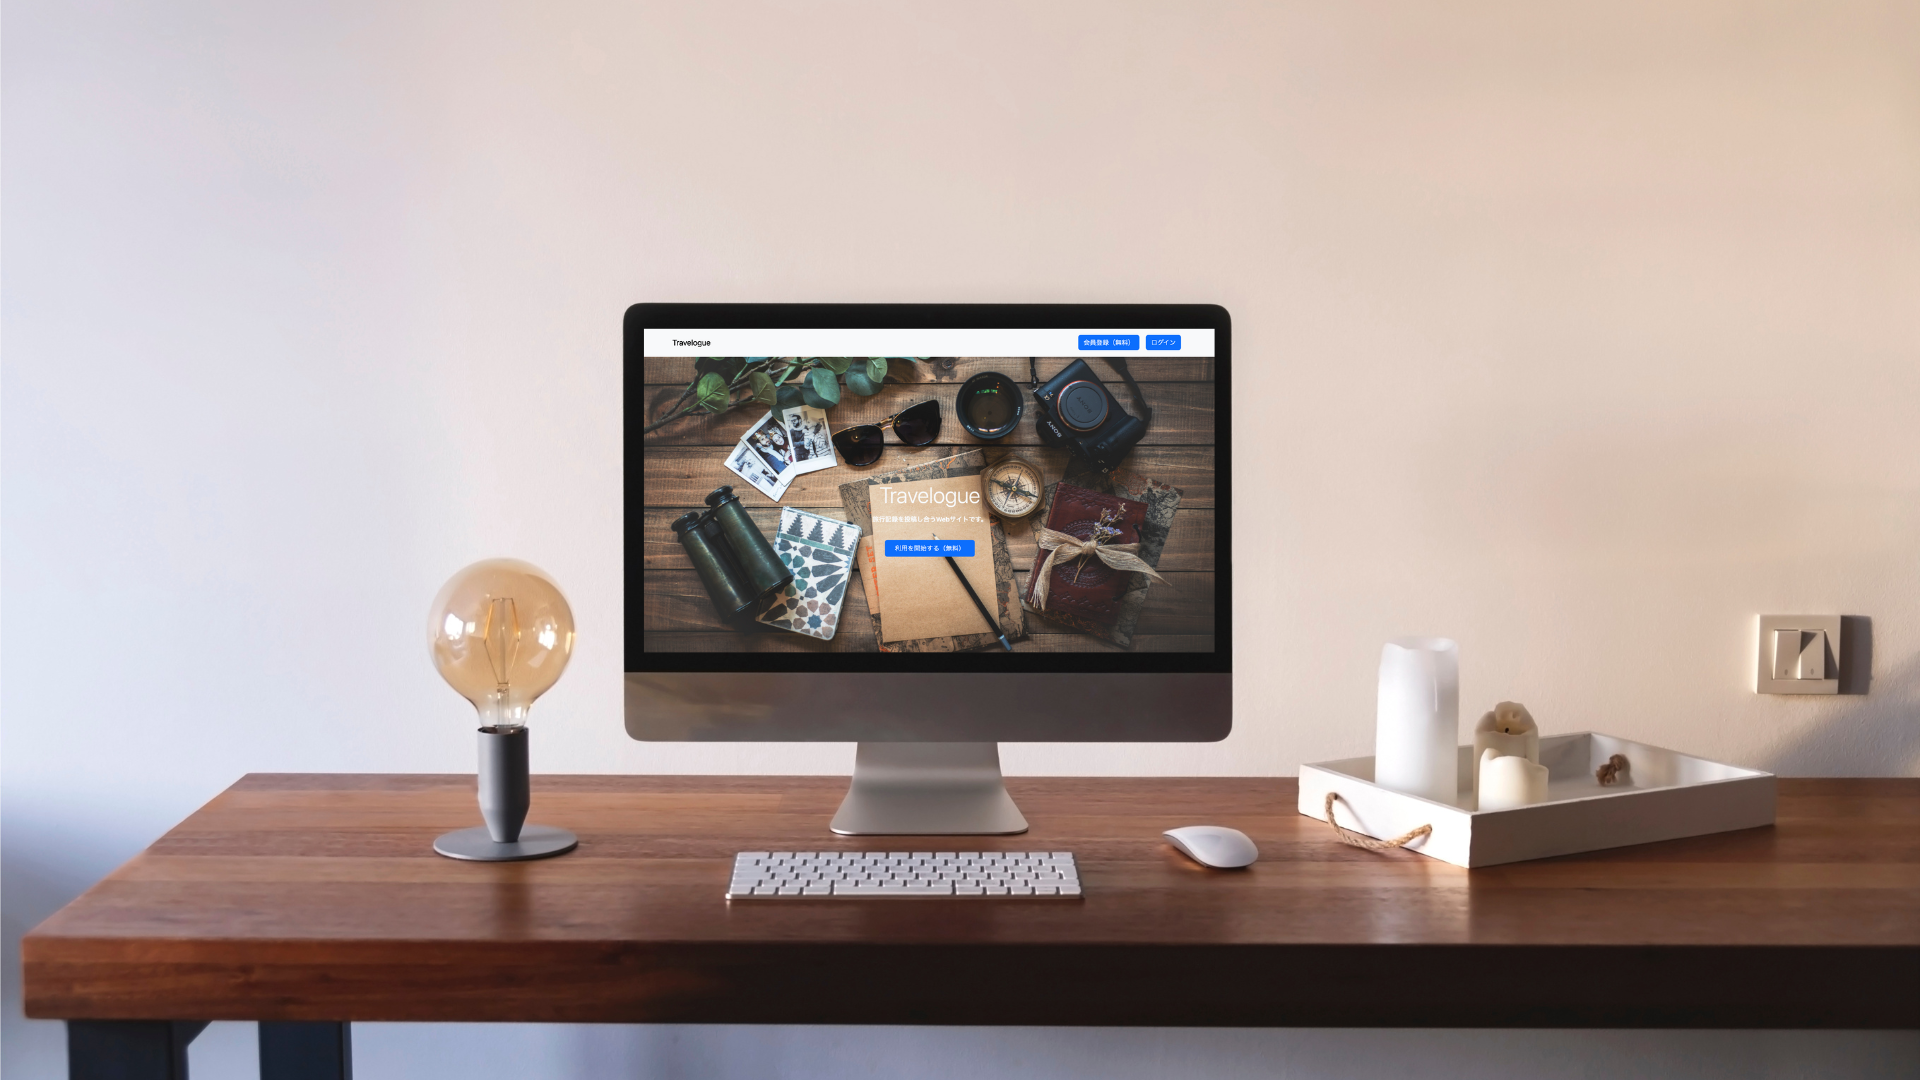 Travelogue
会員登録（無料）
ログイン
SONY
Travelogue
旅行記録を投稿し合うWebサイトです。
利用を開始する（無料）